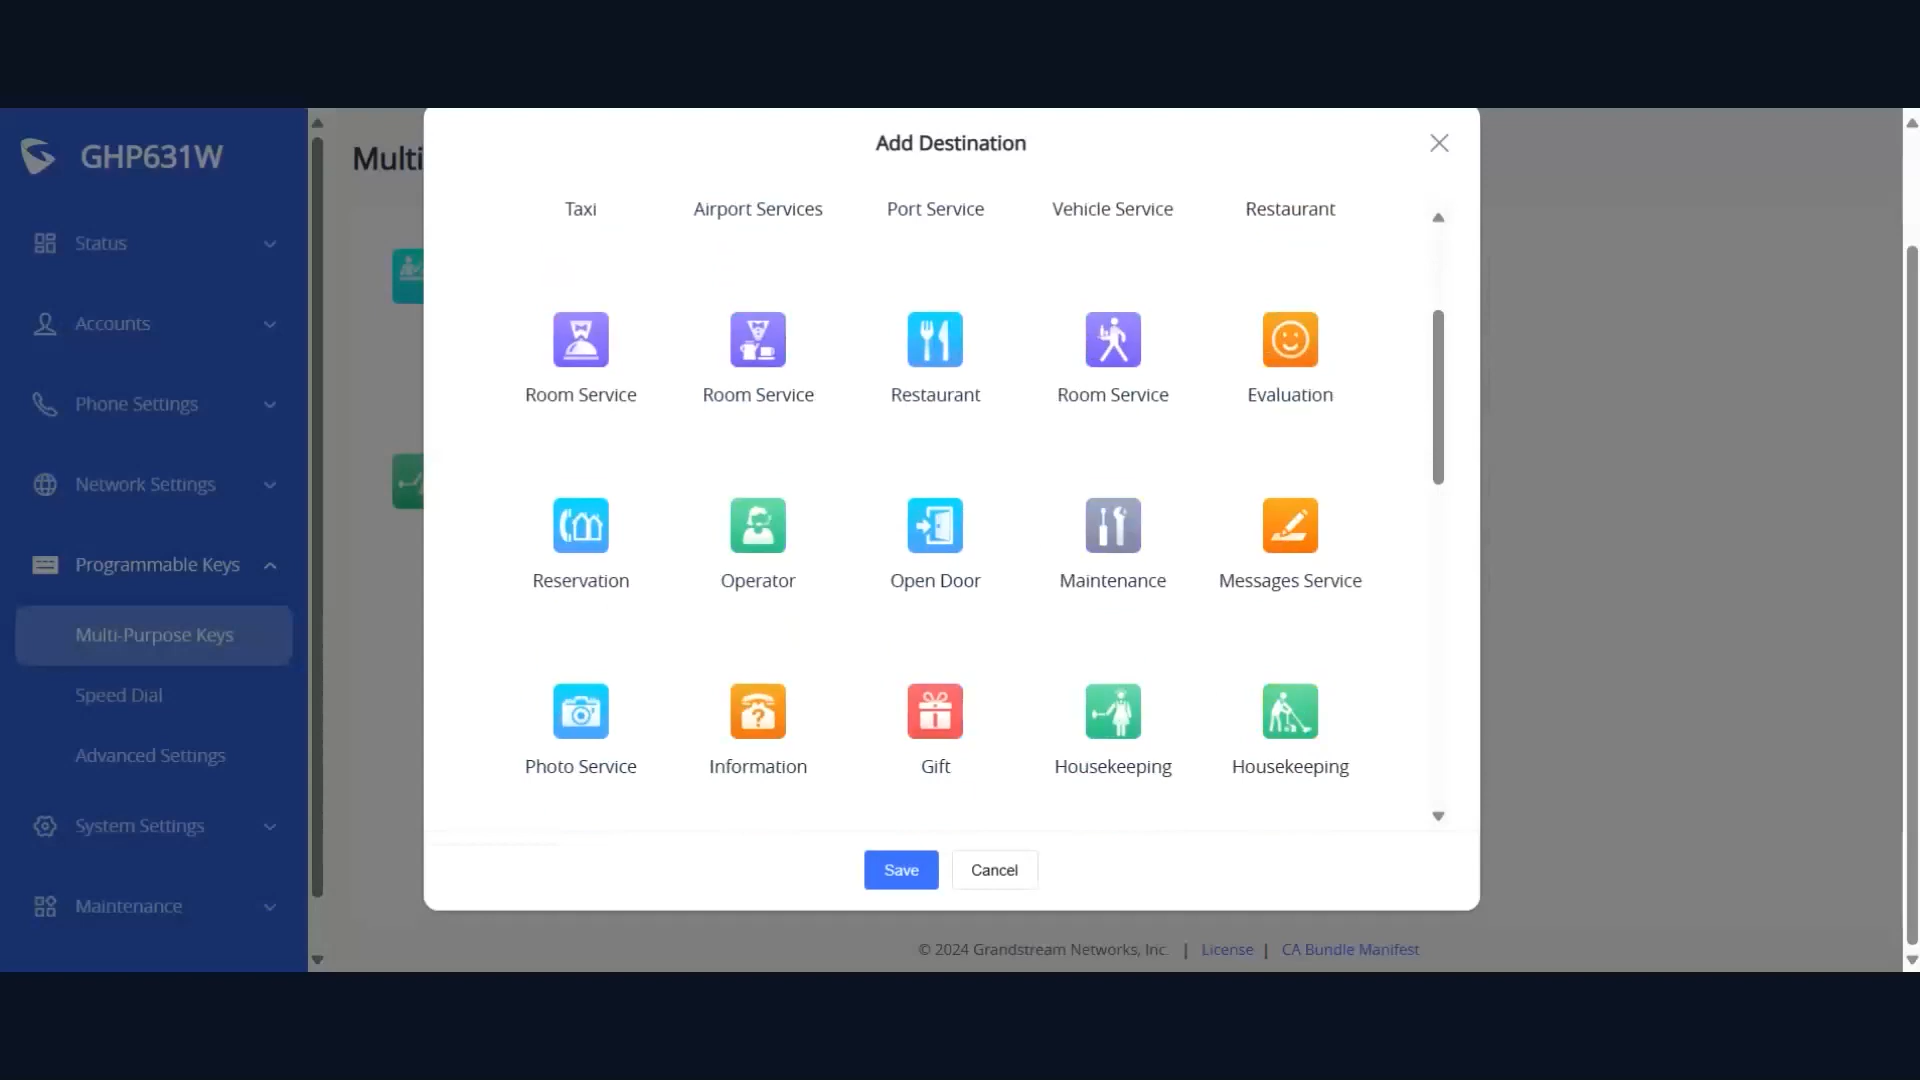 GHP631W
Status
Accounts
Phone Settings
Network Settings
Programmable Keys
Multi-Purpose Keys
Speed Dial
Advanced Settings
System Settings
Maintenance
Multi
Add Destination
Taxi Airport Services Port Service Vehicle Service Restaurant
Room Service Room Service Restaurant Room Service Evaluation
Reservation Operator Open Door Maintenance Messages Service
Photo Service Information Gift Housekeeping Housekeeping
Save Cancel
© 2024 Grandstream Networks, Inc. | License | CA Bundle Manifest